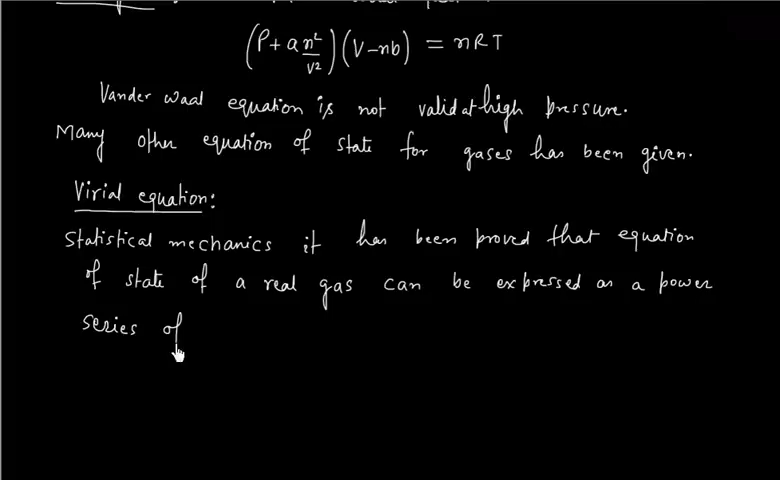 (P + a n²/V²) (V – nb) = nRT
Vander waal equation is not valid at high pressure.
Many other equation of state for gases has been given.
Virial equation:
Statistical mechanics it has been proved that equation
of state of a real gas can be expressed as a power
series of